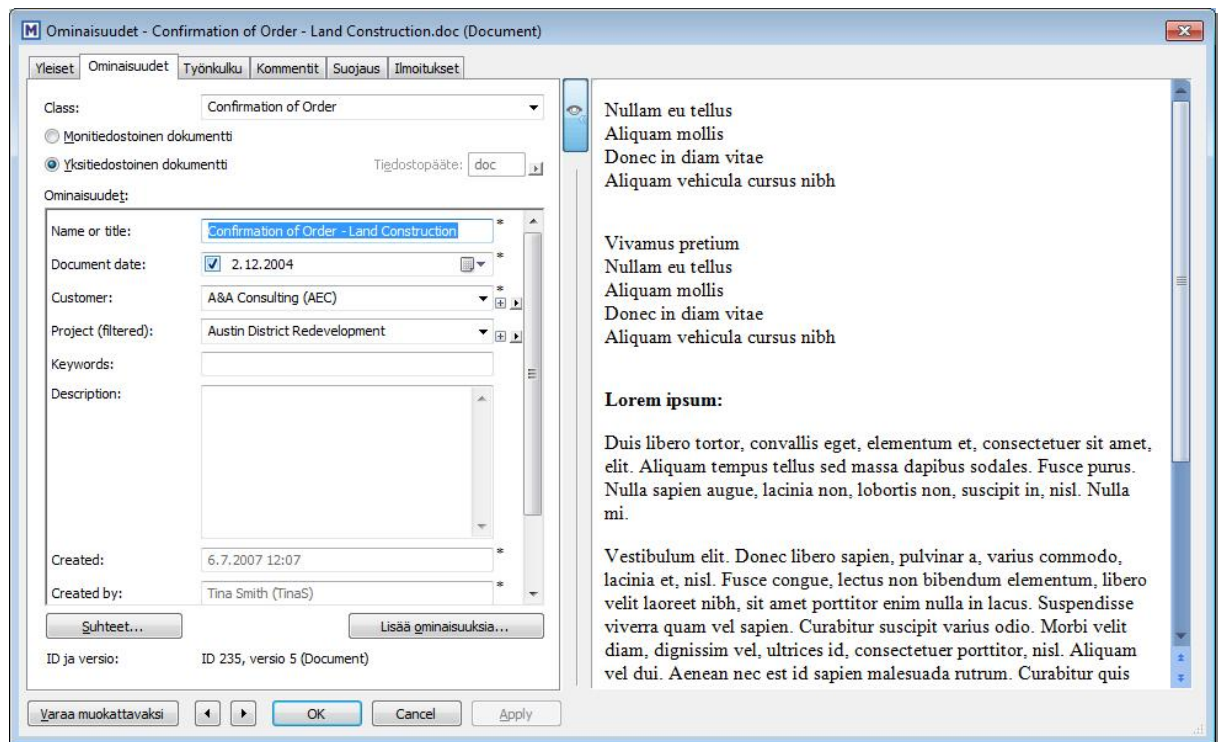 M Ominaisuudet - Confirmation of Order - Land Construction.doc (Document)
Yleiset Ominaisuudet Työnkulku Kommentit Suojaus Ilmoitukset
Class: Confirmation of Order
Monitiedostoinen dokumentti
Yksitiedostoinen dokumentti Tiedostopääte: doc
Ominaisuudet:
Name or title: Confirmation of Order - Land Construction *
Document date: 2.12.2004 *
Customer: A&A Consulting (AEC) *
Project (filtered): Austin District Redevelopment
Keywords:
Description:
Created: 6.7.2007 12:07 *
Created by: Tina Smith (TinaS) *
Suhteet... Lisää ominaisuuksia...
ID ja versio: ID 235, versio 5 (Document)
Varaa muokattavaksi OK Cancel Apply
Nullam eu tellus
Aliquam mollis
Donec in diam vitae
Aliquam vehicula cursus nibh
Vivamus pretium
Nullam eu tellus
Aliquam mollis
Donec in diam vitae
Aliquam vehicula cursus nibh
Lorem ipsum:
Duis libero tortor, convallis eget, elementum et, consectetuer sit amet,
elit. Aliquam tempus tellus sed massa dapibus sodales. Fusce purus.
Nulla sapien augue, lacinia non, lobortis non, suscipit in, nisl. Nulla
mi.
Vestibulum elit. Donec libero sapien, pulvinar a, varius commodo,
lacinia et, nisl. Fusce congue, lectus non bibendum elementum, libero
velit laoreet nibh, sit amet porttitor enim nulla in lacus. Suspendisse
viverra quam vel sapien. Curabitur suscipit varius odio. Morbi velit
diam, dignissim vel, ultrices id, consectetuer porttitor, nisl. Aliquam
vel dui. Aenean nec est id sapien malesuada rutrum. Curabitur quis